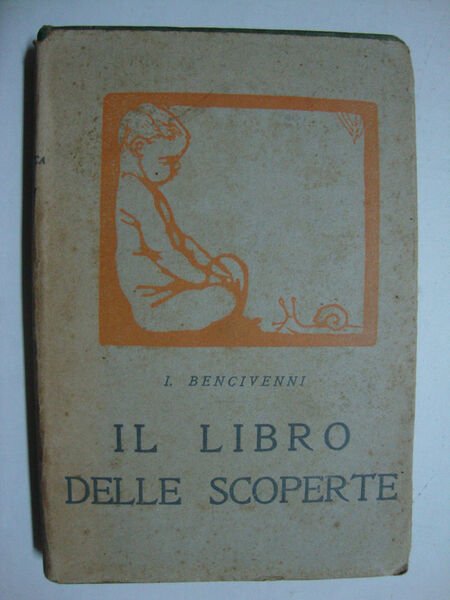 I. BENCIVENNI
IL LIBRO
DELLE SCOPERTE